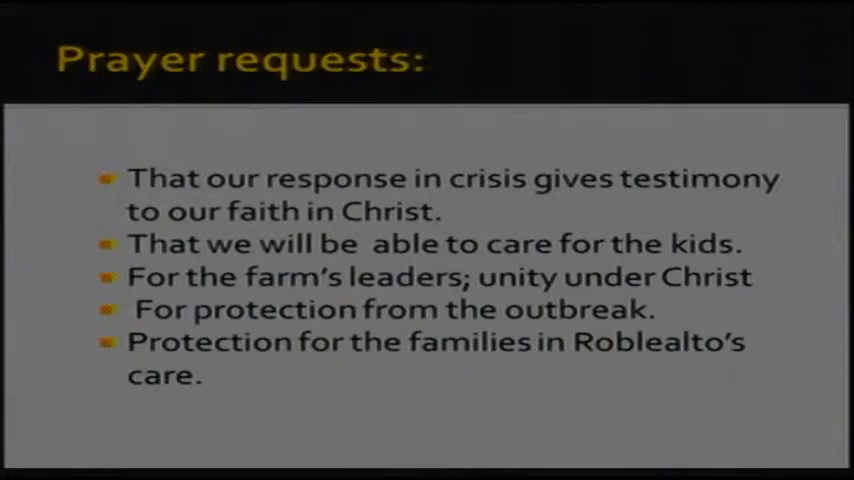 Prayer requests:
That our response in crisis gives testimony
to our faith in Christ.
That we will be able to care for the kids.
For the farm's leaders; unity under Christ
For protection from the outbreak.
Protection for the families in Roblealto's
care.